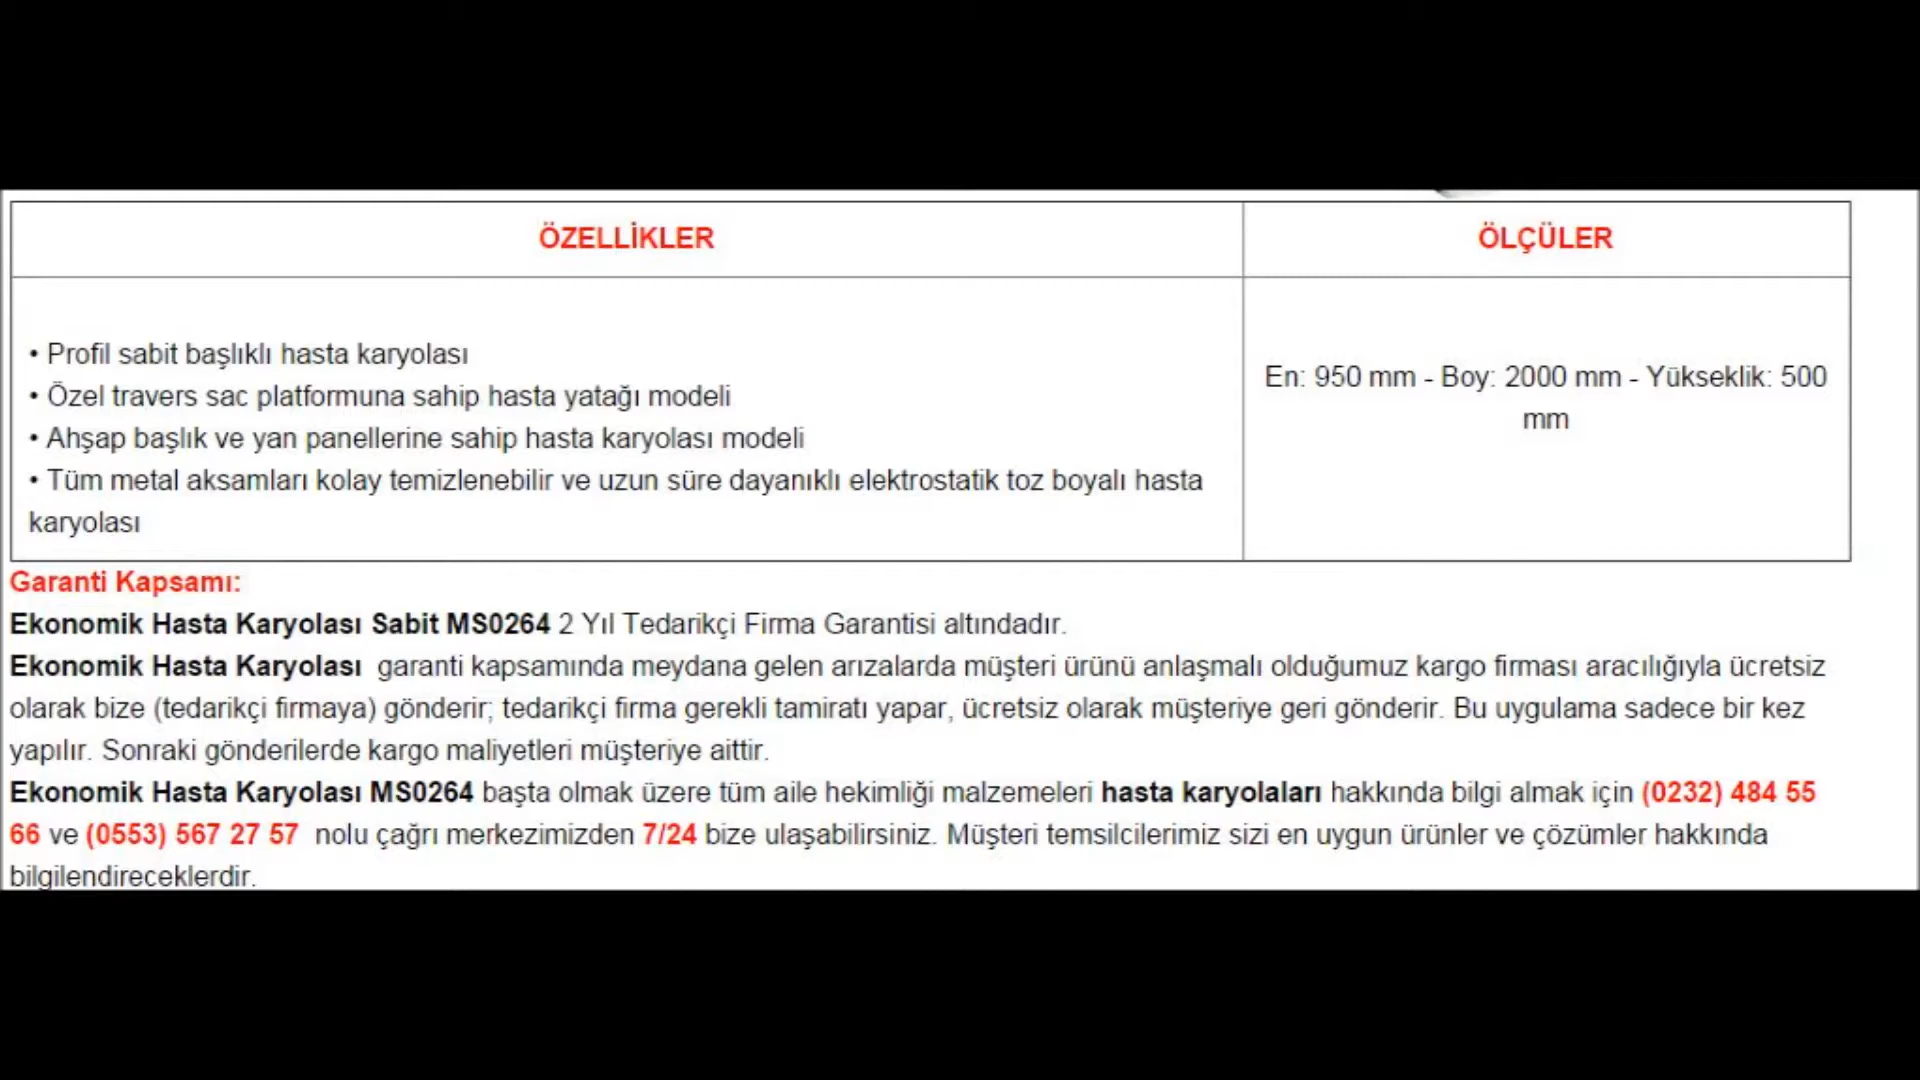 ÖZELLİKLER
ÖLÇÜLER
• Profil sabit başlıklı hasta karyolası
• Özel travers sac platformuna sahip hasta yatağı modeli
• Ahşap başlık ve yan panellerine sahip hasta karyolası modeli
• Tüm metal aksamları kolay temizlenebilir ve uzun süre dayanıklı elektrostatik toz boyalı hasta
karyolası
En: 950 mm - Boy: 2000 mm - Yükseklik: 500
mm
Garanti Kapsamı:
Ekonomik Hasta Karyolası Sabit MS0264 2 Yıl Tedarikçi Firma Garantisi altındadır.
Ekonomik Hasta Karyolası garanti kapsamında meydana gelen arızalarda müşteri ürünü anlaşmalı olduğumuz kargo firması aracılığıyla ücretsiz
olarak bize (tedarikçi firmaya) gönderir; tedarikçi firma gerekli tamiratı yapar, ücretsiz olarak müşteriye geri gönderir. Bu uygulama sadece bir kez
yapılır. Sonraki gönderilerde kargo maliyetleri müşteriye aittir.
Ekonomik Hasta Karyolası MS0264 başta olmak üzere tüm aile hekimliği malzemeleri hasta karyolaları hakkında bilgi almak için (0232) 484 55
66 ve (0553) 567 27 57 nolu çağrı merkezimizden 7/24 bize ulaşabilirsiniz. Müşteri temsilcilerimiz sizi en uygun ürünler ve çözümler hakkında
bilgilendireceklerdir.